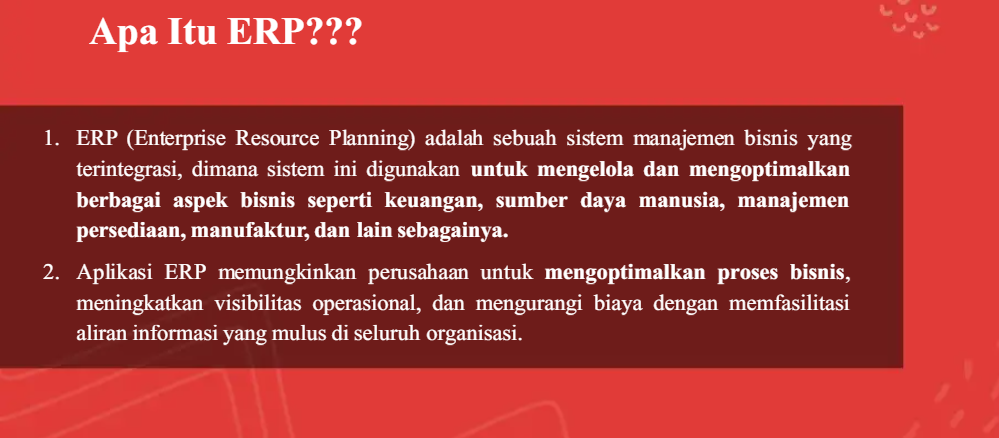 Apa Itu ERP???
1. ERP (Enterprise Resource Planning) adalah sebuah sistem manajemen bisnis yang
terintegrasi, dimana sistem ini digunakan untuk mengelola dan mengoptimalkan
berbagai aspek bisnis seperti keuangan, sumber daya manusia, manajemen
persediaan, manufaktur, dan lain sebagainya.
2. Aplikasi ERP memungkinkan perusahaan untuk mengoptimalkan proses bisnis,
meningkatkan visibilitas operasional, dan mengurangi biaya dengan memfasilitasi
aliran informasi yang mulus di seluruh organisasi.